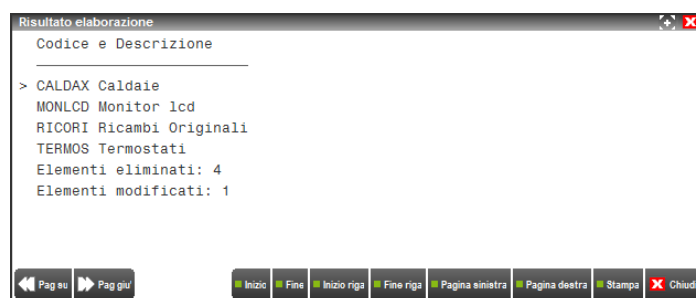 Risultato elaborazione
Codice e Descrizione
> CALDAX Caldaie
MONLCD Monitor lcd
RICORI Ricambi Originali
TERMOS Termostati
Elementi eliminati: 4
Elementi modificati: 1
Pag su Pag giu' Inizio Fine Inizio riga Fine riga Pagina sinistra Pagina destra Stampa Chiudi